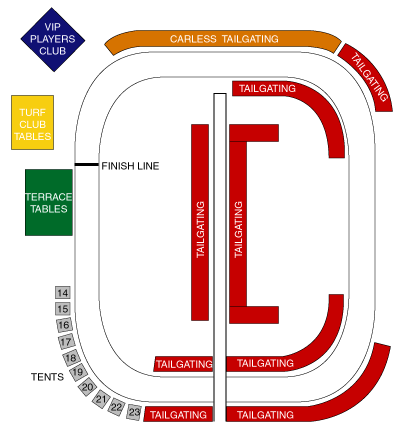 VIP
PLAYERS
CLUB
CARLESS TAILGATING
TAILGATING
TAILGATING
TURF
CLUB
TABLES
FINISH LINE
TERRACE
TABLES
TAILGATING
TAILGATING
14
15
16
17
18
19
20
21
22
23
TENTS
TAILGATING
TAILGATING
TAILGATING
TAILGATING